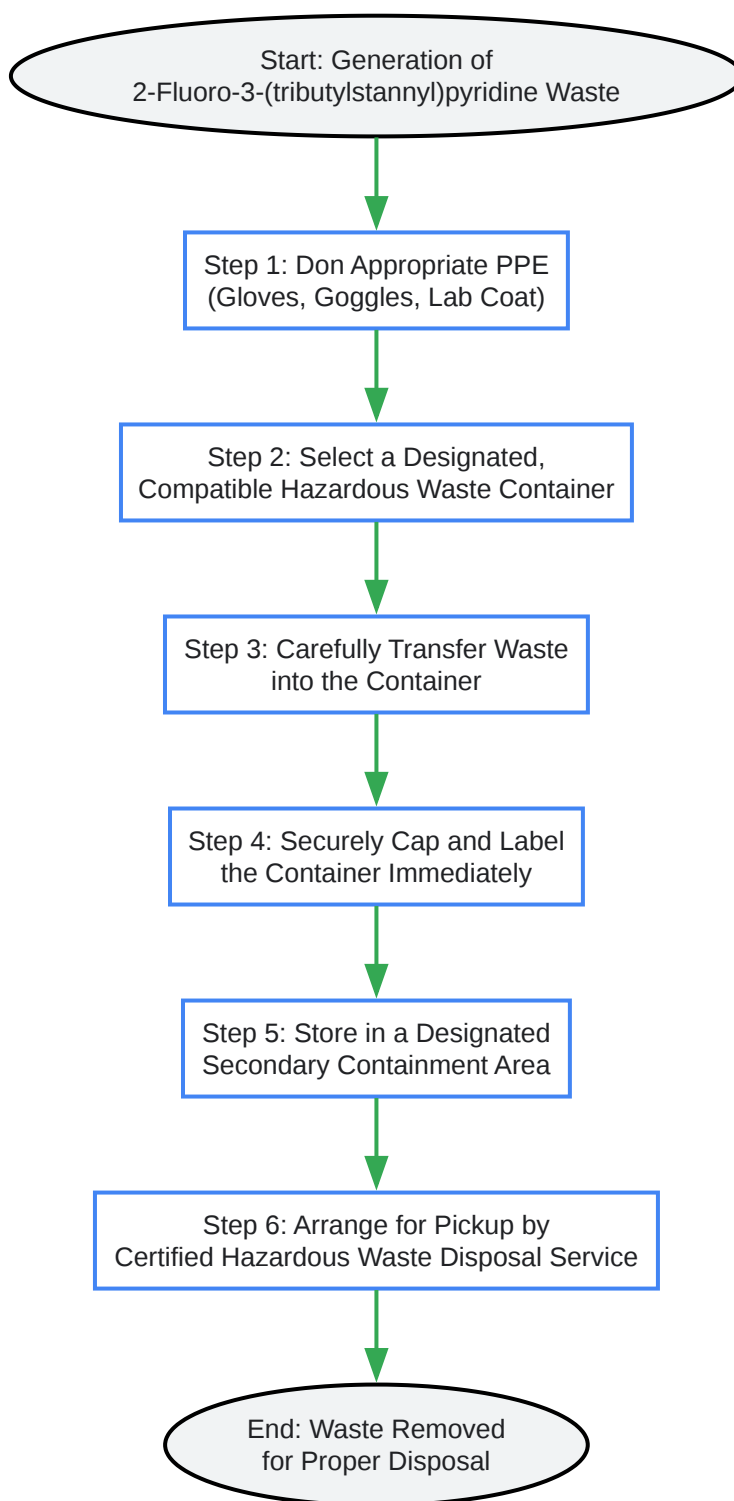 Start: Generation of
2-Fluoro-3-(tributylstannyl)pyridine Waste
Step 1: Don Appropriate PPE
(Gloves, Goggles, Lab Coat)
Step 2: Select a Designated,
Compatible Hazardous Waste Container
Step 3: Carefully Transfer Waste
into the Container
Step 4: Securely Cap and Label
the Container Immediately
Step 5: Store in a Designated
Secondary Containment Area
Step 6: Arrange for Pickup by
Certified Hazardous Waste Disposal Service
End: Waste Removed
for Proper Disposal